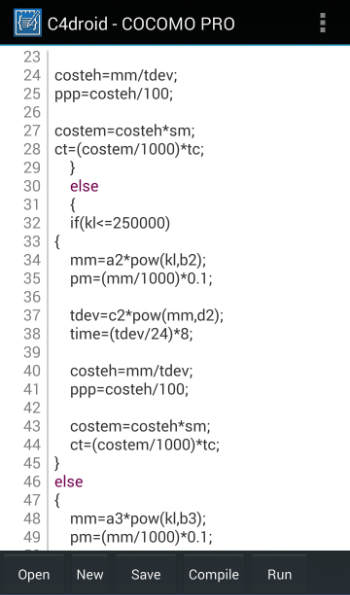 C4droid - COCOMO PRO
23
24 costeh=mm/tdev;
25 ppp=costeh/100;
26
27 costem=costeh*sm;
28 ct=(costem/1000)*tc;
29 }
30 else
31 {
32 if(kl<=250000)
33 {
34 mm=a2*pow(kl,b2);
35 pm=(mm/1000)*0.1;
36
37 tdev=c2*pow(mm,d2);
38 time=(tdev/24)*8;
39
40 costeh=mm/tdev;
41 ppp=costeh/100;
42
43 costem=costeh*sm;
44 ct=(costem/1000)*tc;
45 }
46 else
47 {
48 mm=a3*pow(kl,b3);
49 pm=(mm/1000)*0.1;
Open New Save Compile Run